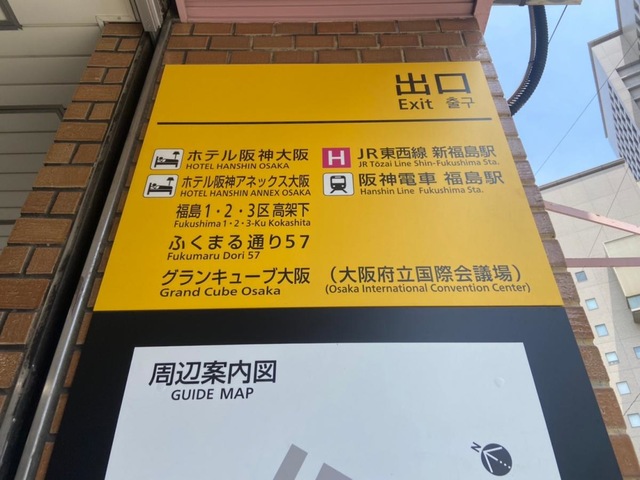 出口
Exit 출구
ホテル阪神大阪
HOTEL HANSHIN OSAKA
H JR東西線 新福島駅
JR Tōzai Line Shin-Fukushima Sta.
ホテル阪神アネックス大阪
HOTEL HANSHIN ANNEX OSAKA
阪神電車 福島駅
Hanshin Line Fukushima Sta.
福島1・2・3区 高架下
Fukushima 1・2・3-Ku Kokashita
ふくまる通り57
Fukumaru Dori 57
グランキューブ大阪 （大阪府立国際会議場）
Grand Cube Osaka (Osaka International Convention Center)
周辺案内図
GUIDE MAP
N